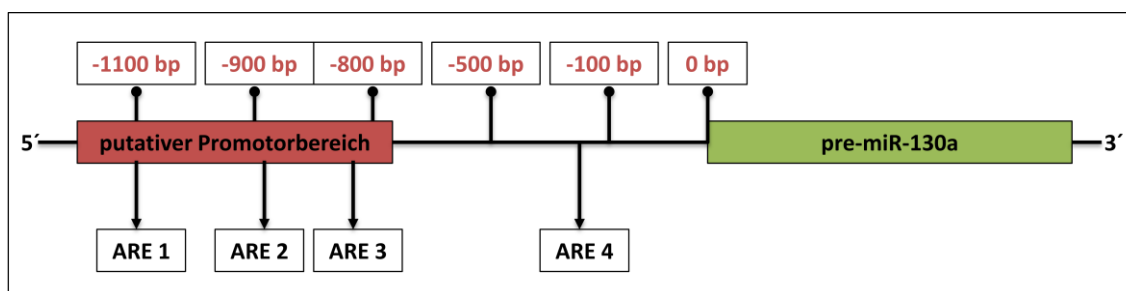 -1100 bp
-900 bp
-800 bp
-500 bp
-100 bp
0 bp
5´
putativer Promotorbereich
pre-miR-130a
3´
ARE 1
ARE 2
ARE 3
ARE 4